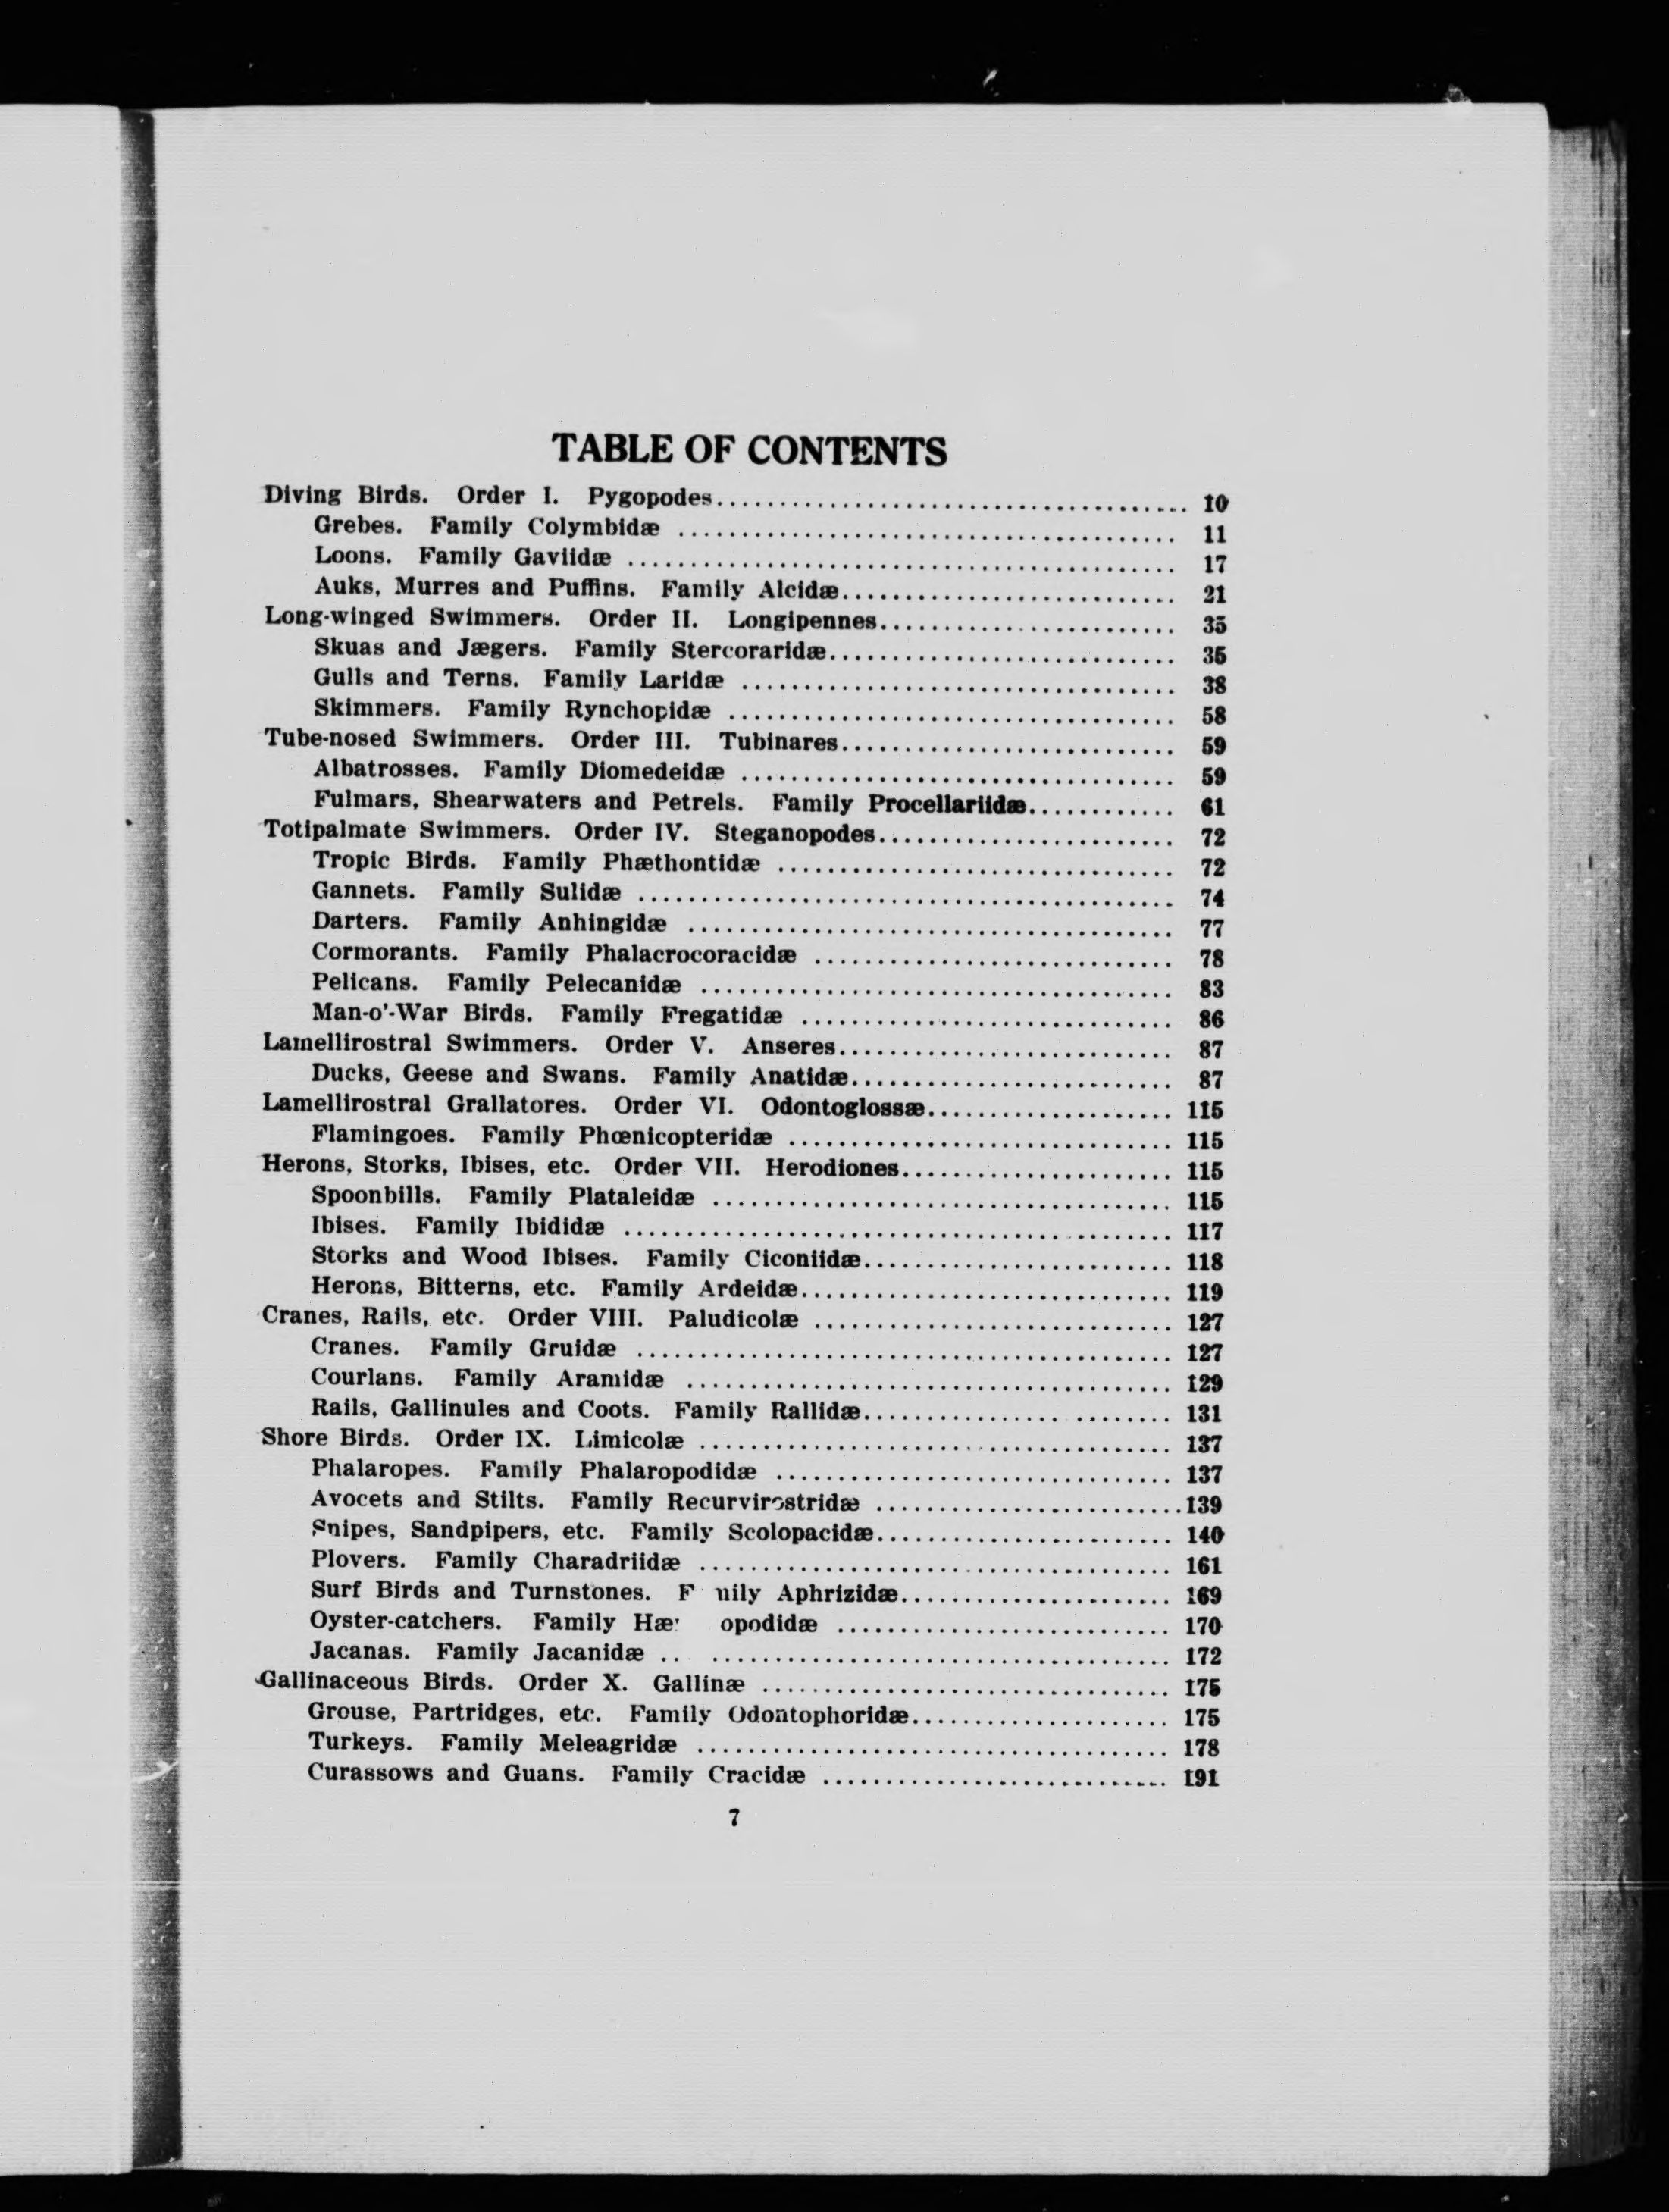 TABLE OF CONTENTS
Diving Birds. Order I. Pygopodes........................................ 10
Grebes. Family Colymbidæ ........................................ 11
Loons. Family Gaviidæ ............................................ 17
Auks, Murres and Puffins. Family Alcidæ........................... 21
Long-winged Swimmers. Order II. Longipennes........................ 35
Skuas and Jægers. Family Stercoraridæ............................ 35
Gulls and Terns. Family Laridæ ................................... 38
Skimmers. Family Rynchopidæ .................................... 58
Tube-nosed Swimmers. Order III. Tubinares........................... 59
Albatrosses. Family Diomedeidæ ................................... 59
Fulmars, Shearwaters and Petrels. Family Procellariidæ............ 61
Totipalmate Swimmers. Order IV. Steganopodes........................ 72
Tropic Birds. Family Phæthontidæ ................................ 72
Gannets. Family Sulidæ ........................................... 74
Darters. Family Anhingidæ ....................................... 77
Cormorants. Family Phalacrocoracidæ ............................. 78
Pelicans. Family Pelecanidæ ...................................... 83
Man-o'-War Birds. Family Fregatidæ .............................. 86
Lamellirostral Swimmers. Order V. Anseres........................... 87
Ducks, Geese and Swans. Family Anatidæ.......................... 87
Lamellirostral Grallatores. Order VI. Odontoglossæ.................... 115
Flamingoes. Family Phœnicopteridæ ............................... 115
Herons, Storks, Ibises, etc. Order VII. Herodiones...................... 115
Spoonbills. Family Plataleidæ ..................................... 115
Ibises. Family Ibididæ ............................................ 117
Storks and Wood Ibises. Family Ciconiidæ......................... 118
Herons, Bitterns, etc. Family Ardeidæ.............................. 119
Cranes, Rails, etc. Order VIII. Paludicolæ ............................. 127
Cranes. Family Gruidæ ........................................... 127
Courlans. Family Aramidæ ....................................... 129
Rails, Gallinules and Coots. Family Rallidæ......................... 131
Shore Birds. Order IX. Limicolæ ...................................... 137
Phalaropes. Family Phalaropodidæ ................................ 137
Avocets and Stilts. Family Recurvirostridæ .........................139
Snipes, Sandpipers, etc. Family Scolopacidæ........................ 140
Plovers. Family Charadriidæ ...................................... 161
Surf Birds and Turnstones. F nily Aphrizidæ...................... 169
Oyster-catchers. Family Hæ opodidæ ........................... 170
Jacanas. Family Jacanidæ .. ..................................... 172
Gallinaceous Birds. Order X. Gallinæ ................................. 175
Grouse, Partridges, etc. Family Odontophoridæ..................... 175
Turkeys. Family Meleagridæ ...................................... 178
Curassows and Guans. Family Cracidæ ............................ 191
7